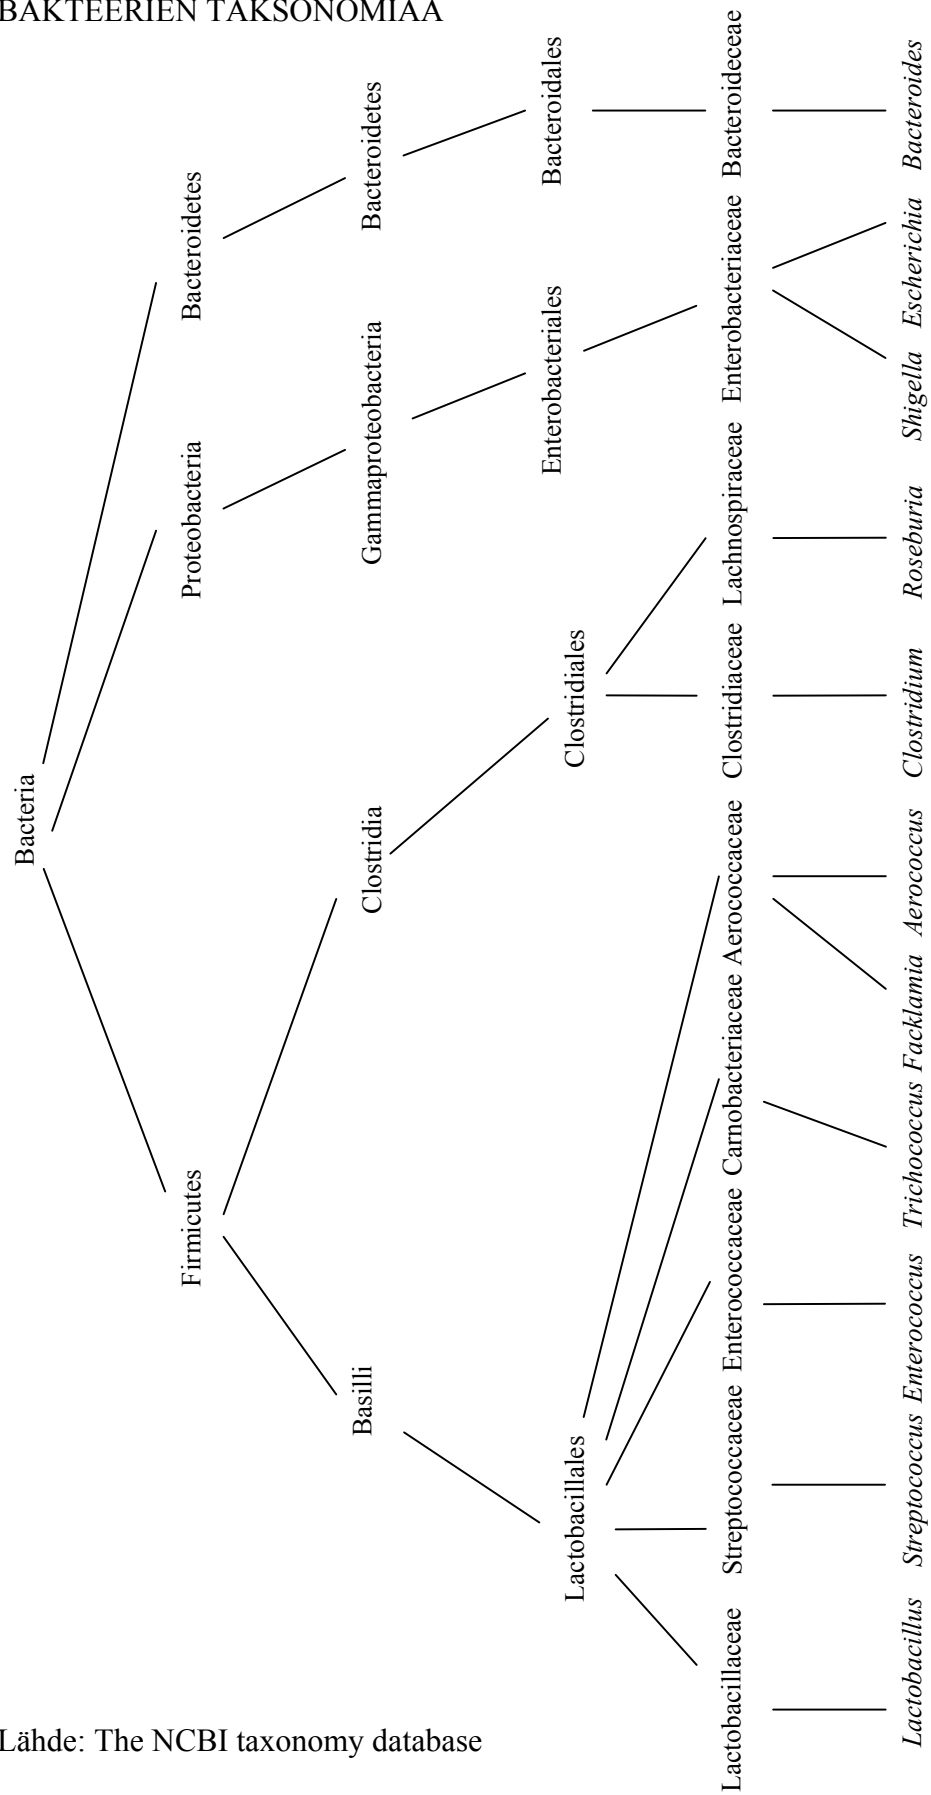 BAKTEERIEN TAKSONOMIAA
Bacteria
Firmicutes
Proteobacteria
Bacteroidetes
Basilli
Clostridia
Gammaproteobacteria
Bacteroidetes
Lactobacillales
Clostridiales
Enterobacteriales
Bacteroidales
Lactobacillaceae
Streptococcaceae
Enterococcaceae
Carnobacteriaceae
Aerococcaceae
Clostridiaceae
Lachnospiraceae
Enterobacteriaceae
Bacteroideceae
Lactobacillus
Streptococcus
Enterococcus
Trichococcus
Facklamia
Aerococcus
Clostridium
Roseburia
Shigella
Escherichia
Bacteroides
Lähde: The NCBI taxonomy database